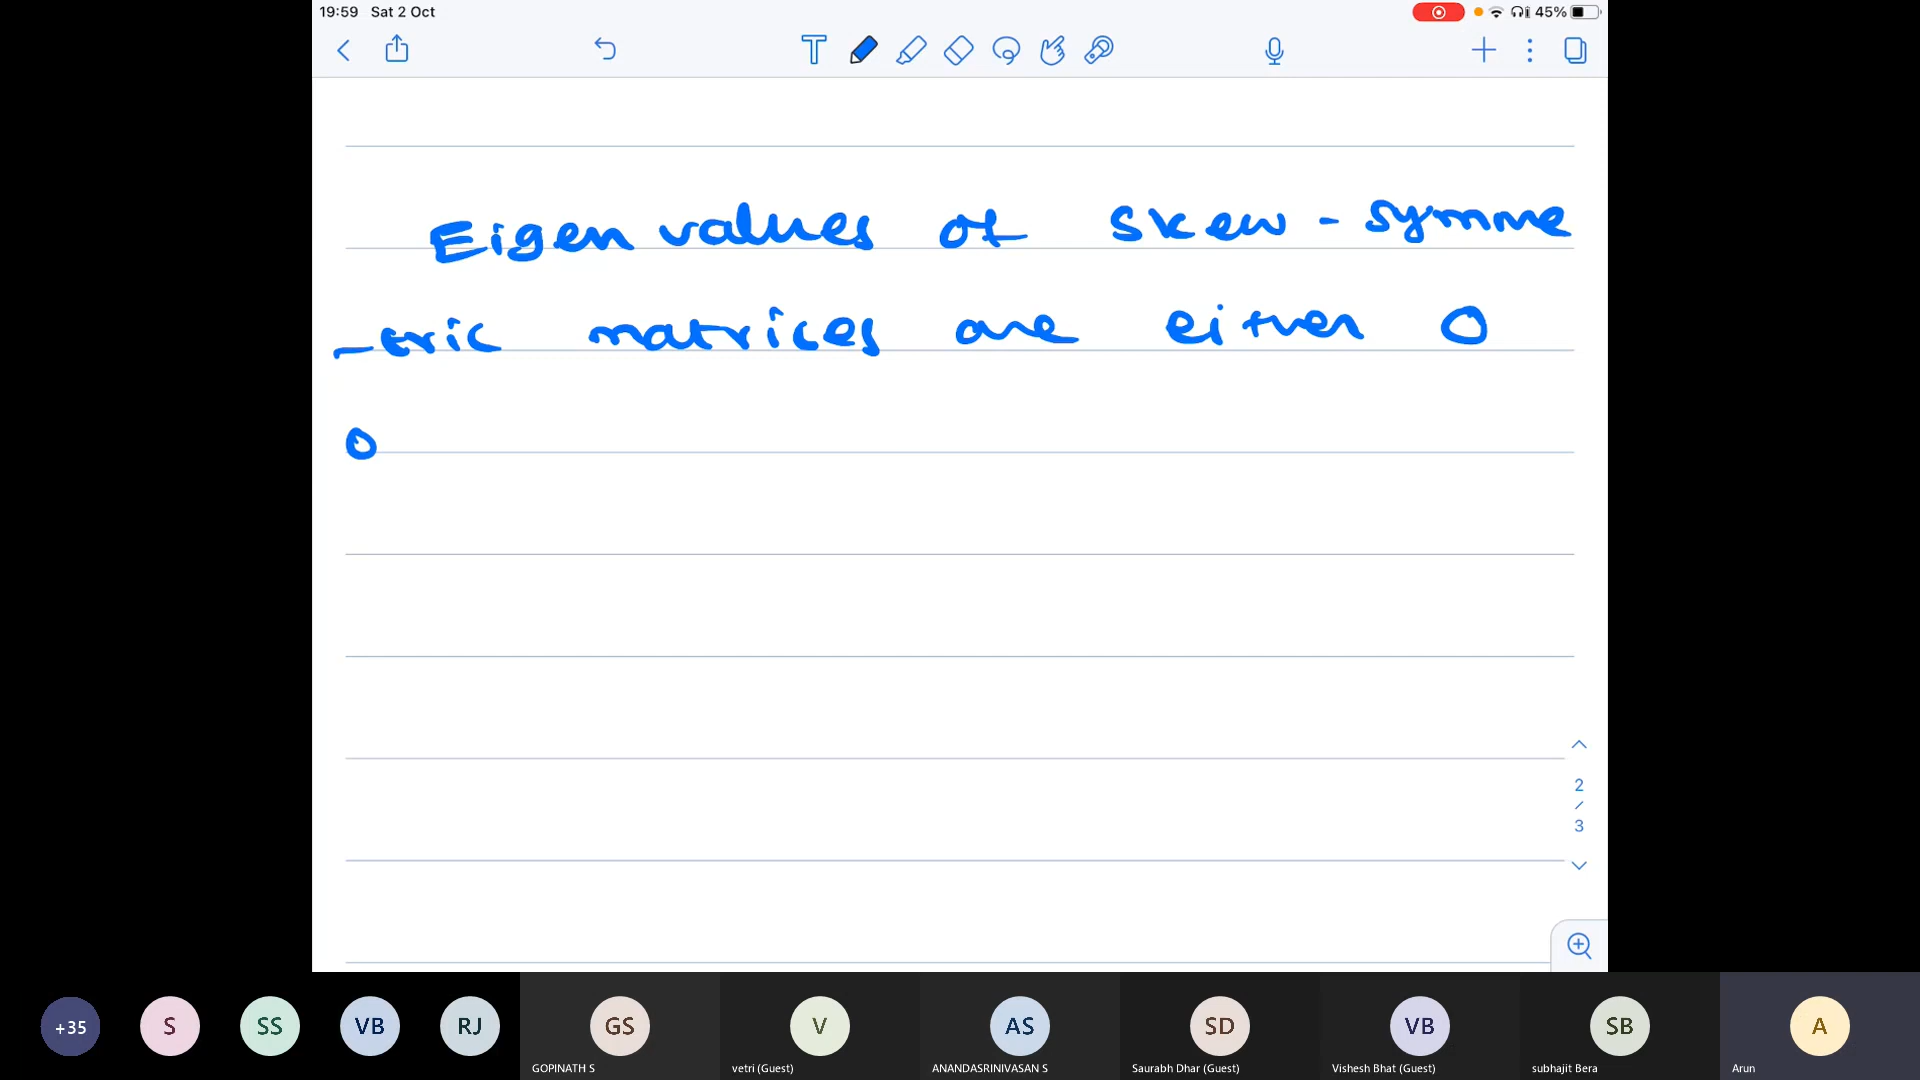 19:59 Sat 2 Oct 45%
Eigen values of skew-symme
-tric matrices are either 0
o
2
/
3
+35 S SS VB RJ GS V AS SD VB SB A
GOPINATH S vetri (Guest) ANANDASRINIVASAN S Saurabh Dhar (Guest) Vishesh Bhat (Guest) subhajit Bera Arun